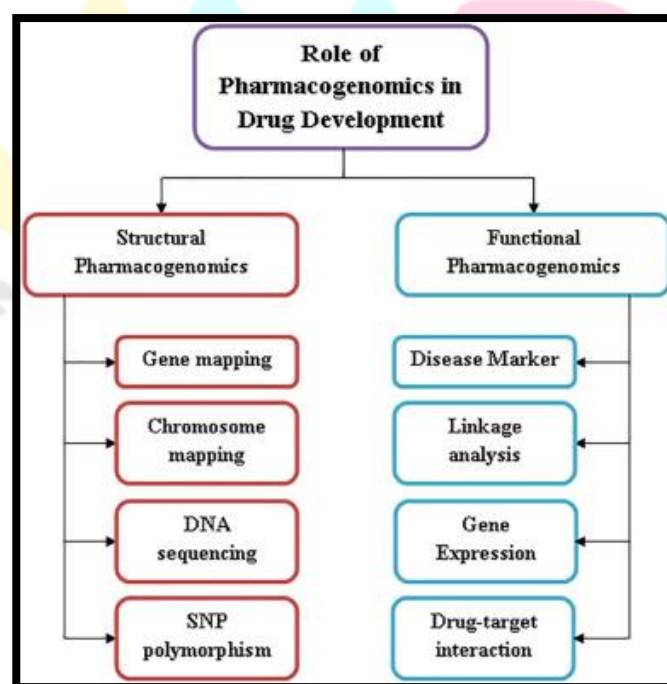 Role of
Pharmacogenomics in
Drug Development
Structural
Pharmacogenomics
Functional
Pharmacogenomics
Gene mapping
Chromosome
mapping
DNA
sequencing
SNP
polymorphism
Disease Marker
Linkage
analysis
Gene
Expression
Drug-target
interaction